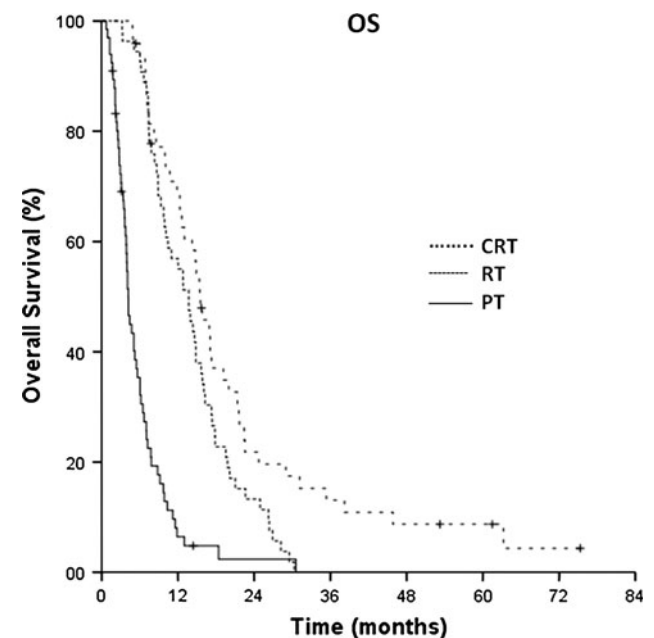 OS
Overall Survival (%)
100
80
60
40
20
00
CRT
RT
PT
0 12 24 36 48 60 72 84
Time (months)